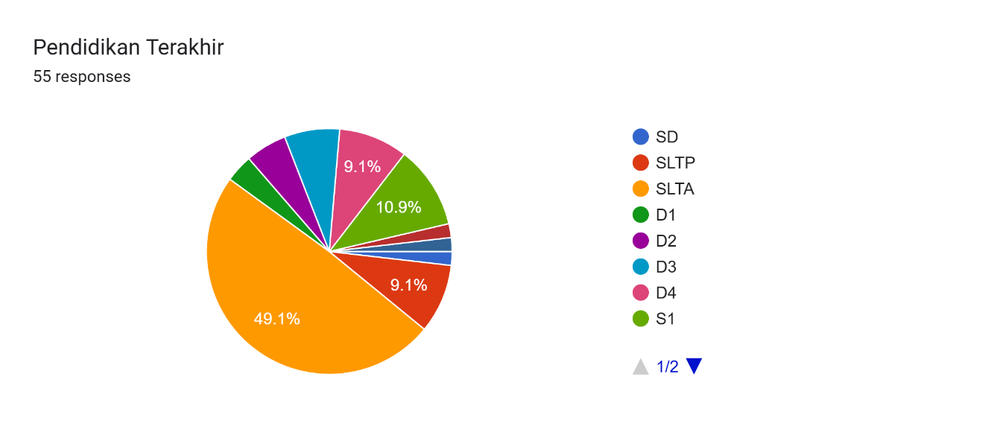 Pendidikan Terakhir
55 responses
9.1%
10.9%
9.1%
49.1%
SD
SLTP
SLTA
D1
D2
D3
D4
S1
1/2